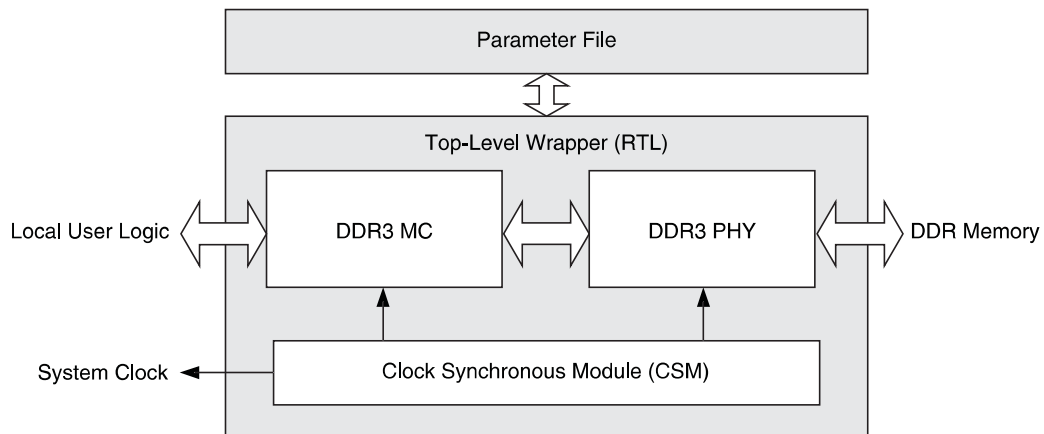 Parameter File
Top-Level Wrapper (RTL)
Local User Logic
DDR3 MC
DDR3 PHY
DDR Memory
System Clock
Clock Synchronous Module (CSM)